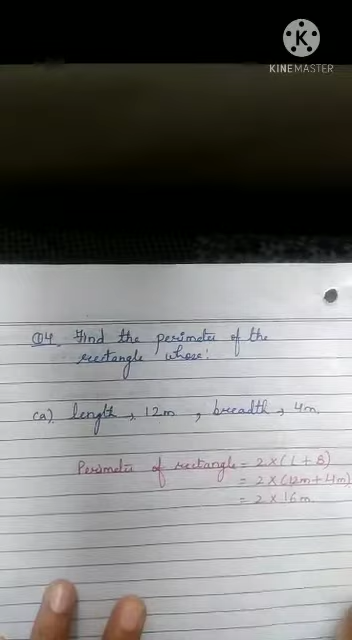 K
KINEMASTER
Q4. Find the perimeter of the
rectangle whose:
(a). length → 12m , breadth → 4m
Perimeter of rectangle = 2 × (L + B)
= 2 × (12m + 4m)
= 2 × 16m